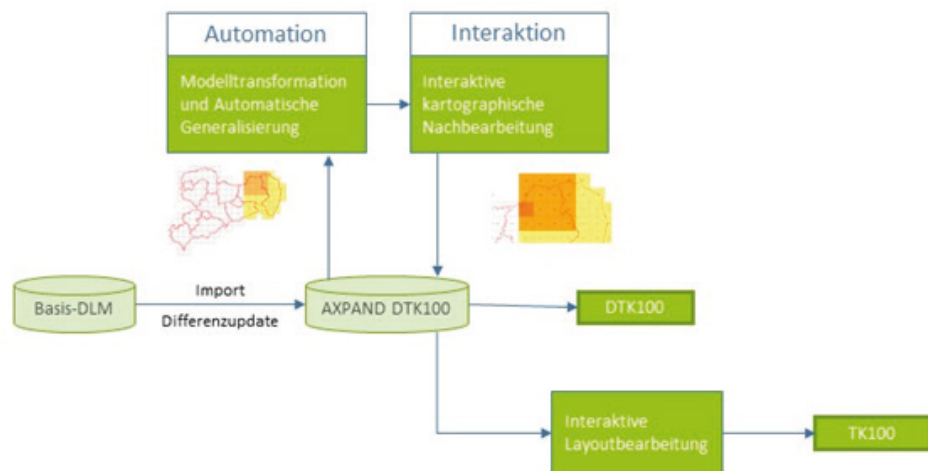 Automation
Modelltransformation
und Automatische
Generalisierung
Interaktion
Interaktive
kartographische
Nachbearbeitung
Basis-DLM
Import
Differenzupdate
AXPAND DTK100
DTK100
Interaktive
Layoutbearbeitung
TK100